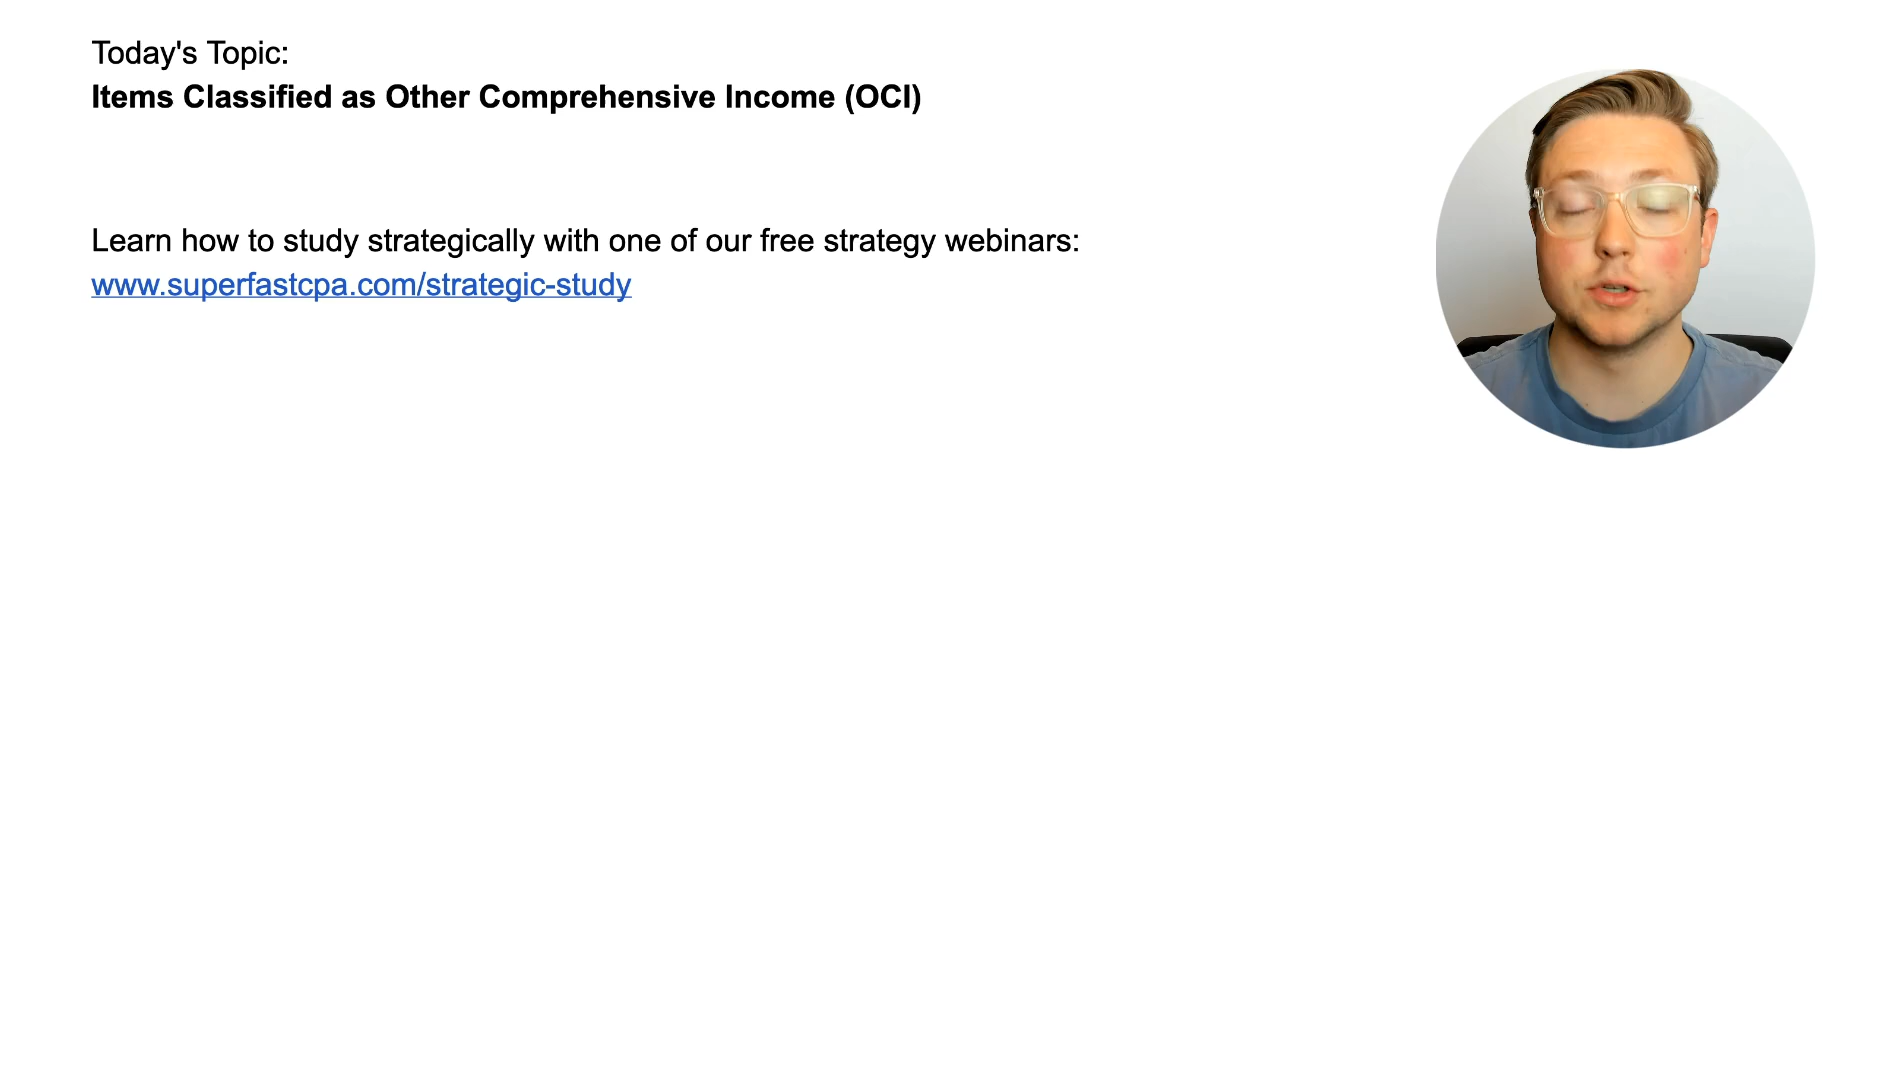 Today's Topic:
Items Classified as Other Comprehensive Income (OCI)
Learn how to study strategically with one of our free strategy webinars:
www.superfastcpa.com/strategic-study